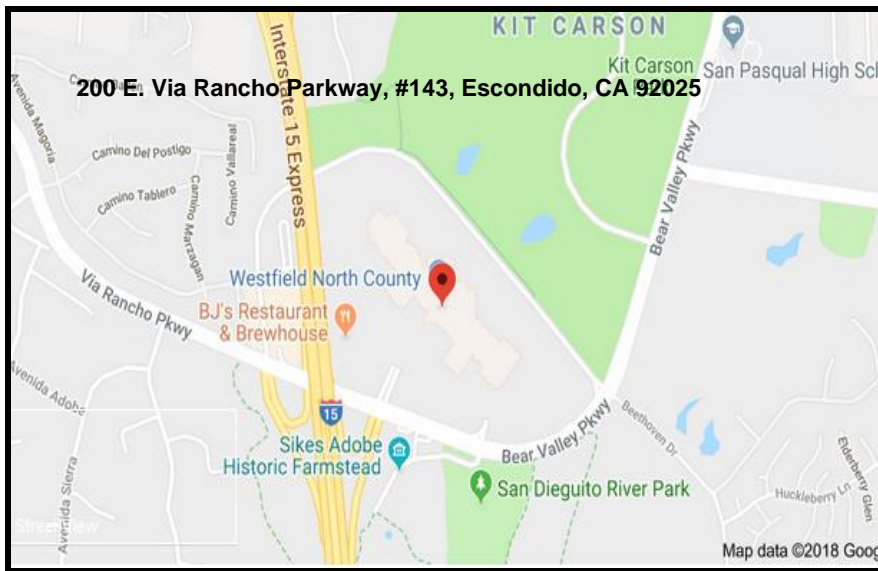 KIT CARSON
Kit Carson
San Pasqual High Sch
200 E. Via Rancho Parkway, #143, Escondido, CA 92025
Interstate 15 Express
Avenida Magoria
Camino Del Postigo
Camino Vallareal
Camino Tablero
Camino Marzagan
Bear Valley Pkwy
Westfield North County
Via Rancho Pkwy
BJ's Restaurant
& Brewhouse
Avenida Adobe
15
Beethoven Dr
Sikes Adobe
Historic Farmstead
Bear Valley Pkwy
Elderberry Glen
San Dieguito River Park
Huckleberry Ln
Avenida Sierra
Street View
Map data ©2018 Goog